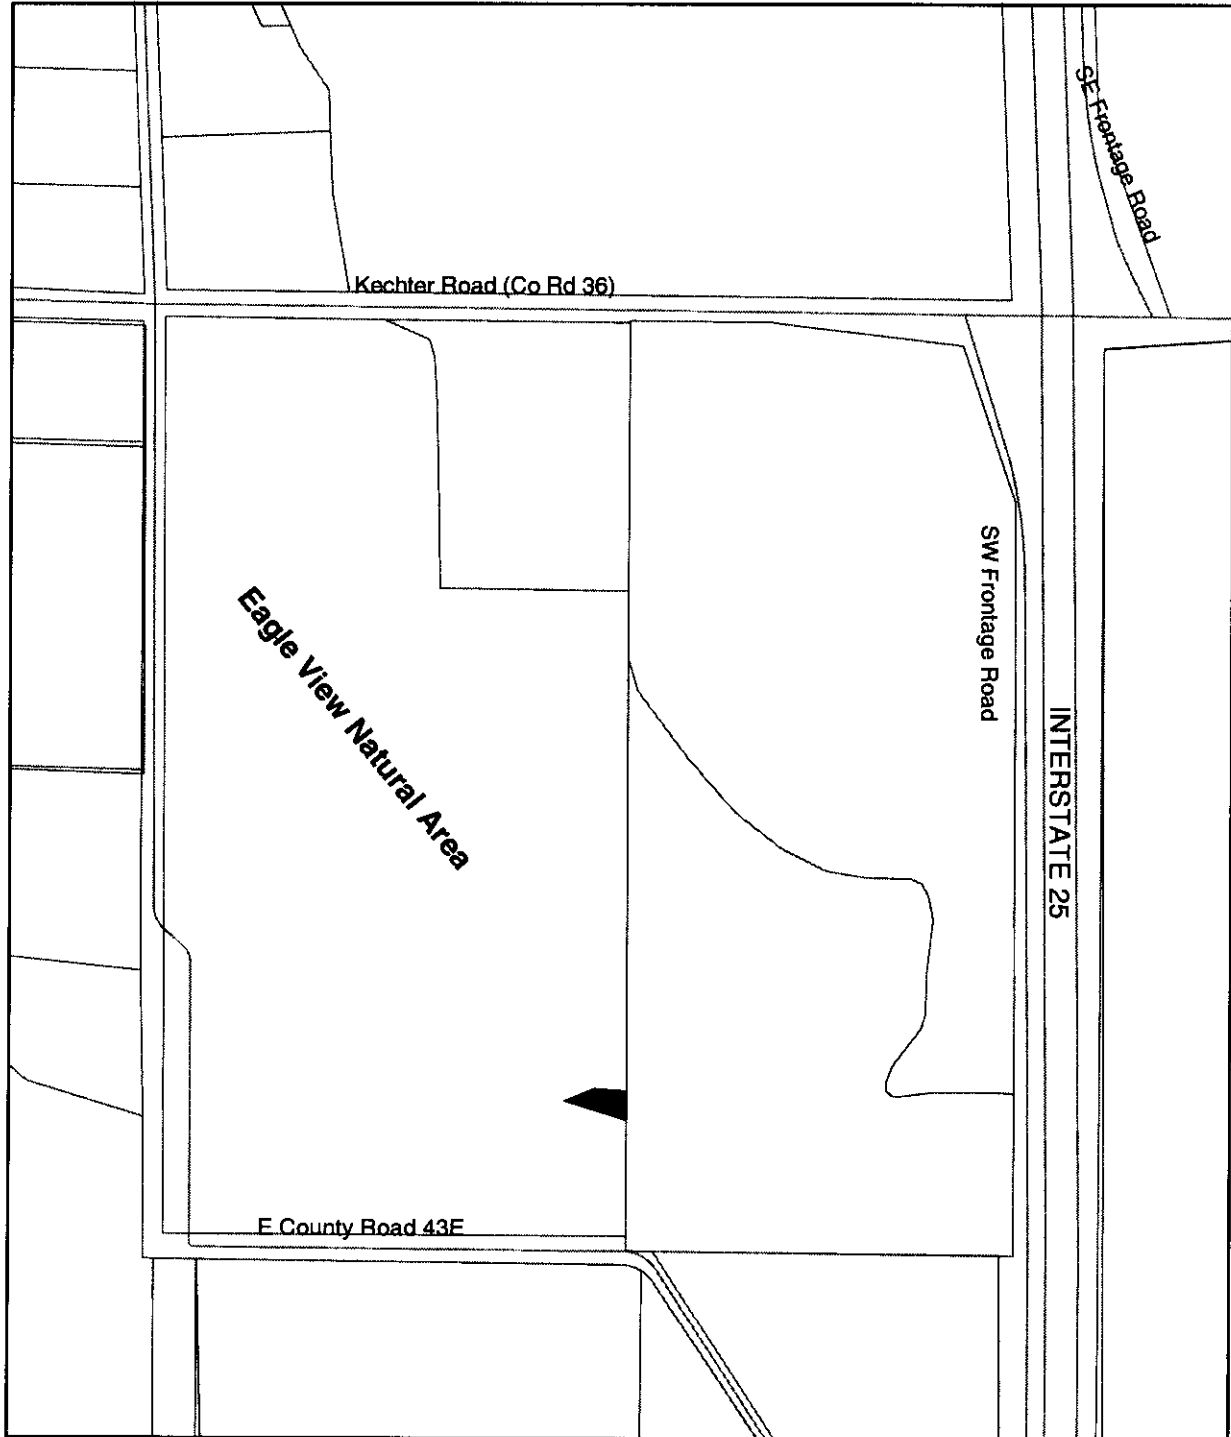 SE Frontage Road
Kechter Road (Co Rd 36)
SW Frontage Road
Eagle View Natural Area
INTERSTATE 25
E County Road 43E